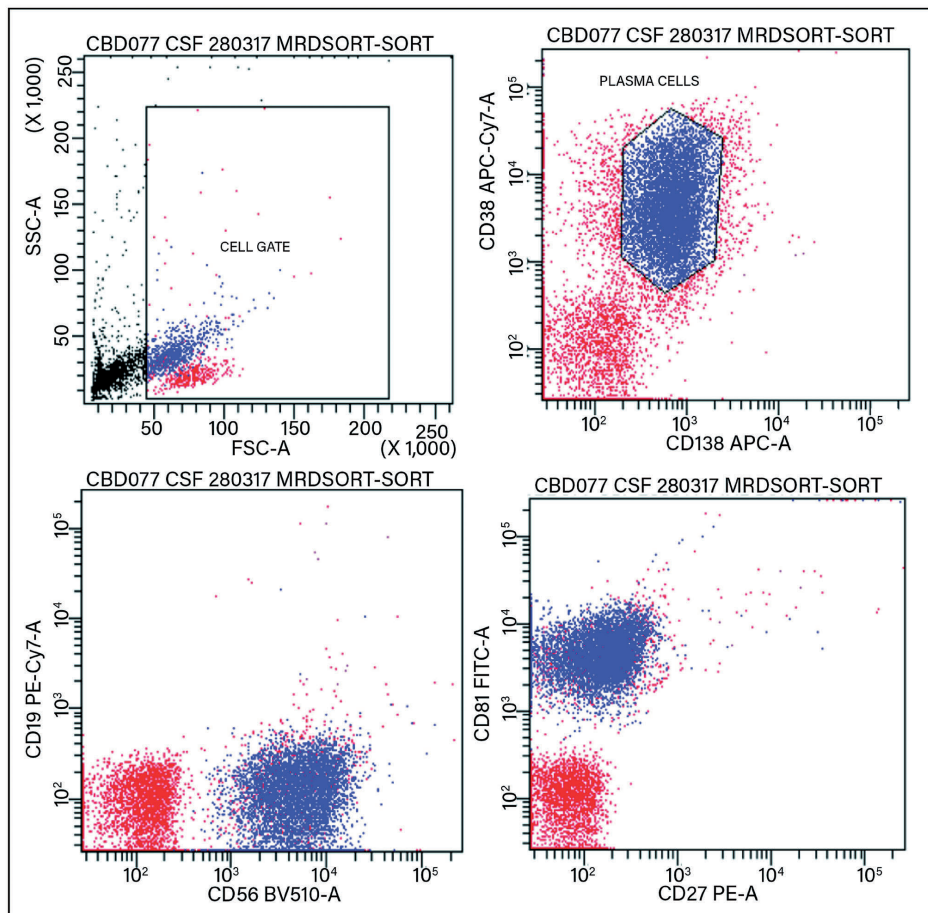 CBD077 CSF 280317 MRDSORT-SORT
(X 1,000)
SSC-A
250
200
150
100
50
CELL GATE
50 100 150 200 250
FSC-A
(X 1,000)
CBD077 CSF 280317 MRDSORT-SORT
PLASMA CELLS
CD38 APC-Cy7-A
10⁵
10⁴
10³
10²
10² 10³ 10⁴ 10⁵
CD138 APC-A
CBD077 CSF 280317 MRDSORT-SORT
CD19 PE-Cy7-A
10⁵
10⁴
10³
10²
10² 10³ 10⁴ 10⁵
CD56 BV510-A
CBD077 CSF 280317 MRDSORT-SORT
CD81 FITC-A
10⁵
10⁴
10³
10²
10² 10³ 10⁴ 10⁵
CD27 PE-A